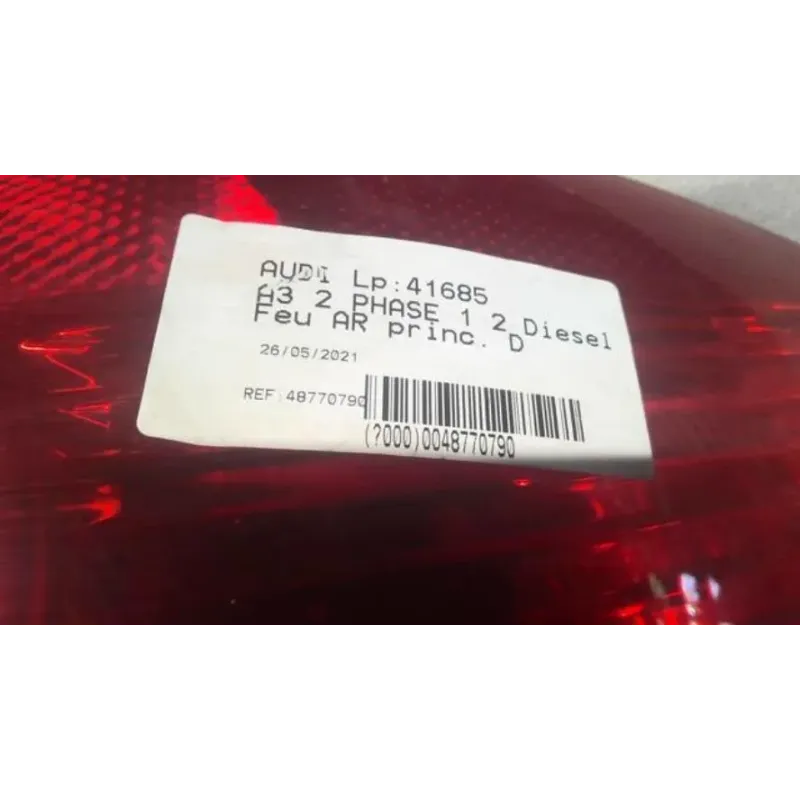 AUDI Lp:41685
A3 2 PHASE 1 2 Diesel
Feu AR princ. D
26/05/2021
REF 48770790
(?000)0048770790